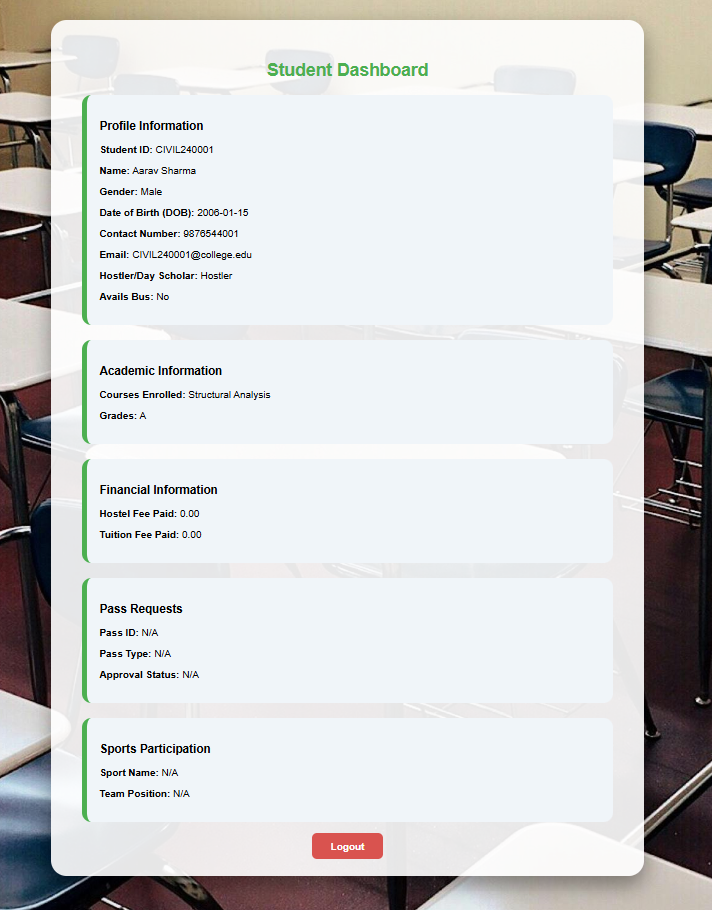 Student Dashboard
Profile Information
Student ID: CIVIL240001
Name: Aarav Sharma
Gender: Male
Date of Birth (DOB): 2006-01-15
Contact Number: 9876544001
Email: CIVIL240001@college.edu
Hostler/Day Scholar: Hostler
Avails Bus: No
Academic Information
Courses Enrolled: Structural Analysis
Grades: A
Financial Information
Hostel Fee Paid: 0.00
Tuition Fee Paid: 0.00
Pass Requests
Pass ID: N/A
Pass Type: N/A
Approval Status: N/A
Sports Participation
Sport Name: N/A
Team Position: N/A
Logout